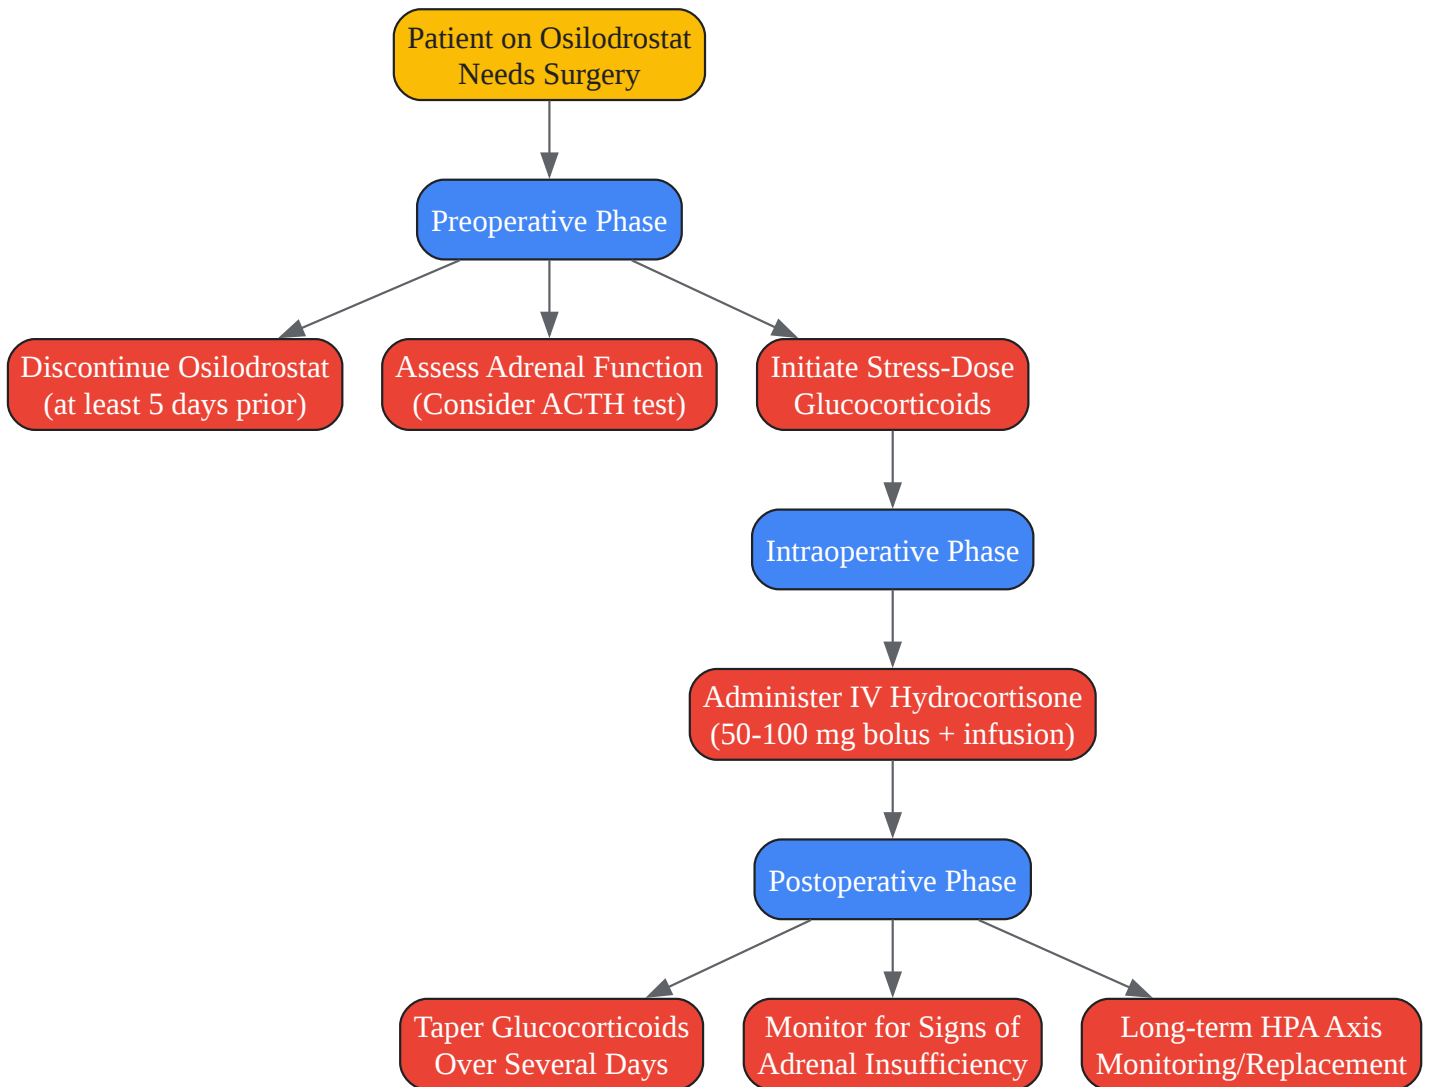 Patient on Osilodrostat
Needs Surgery
Preoperative Phase
Discontinue Osilodrostat
(at least 5 days prior)
Assess Adrenal Function
(Consider ACTH test)
Initiate Stress-Dose
Glucocorticoids
Intraoperative Phase
Administer IV Hydrocortisone
(50-100 mg bolus + infusion)
Postoperative Phase
Taper Glucocorticoids
Over Several Days
Monitor for Signs of
Adrenal Insufficiency
Long-term HPA Axis
Monitoring/Replacement